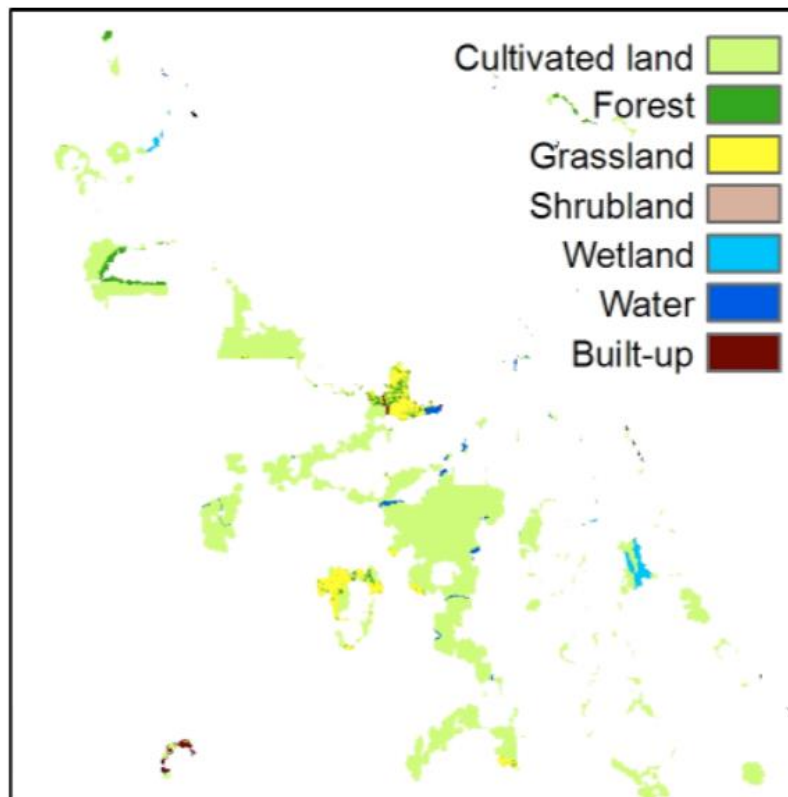 Cultivated land
Forest
Grassland
Shrubland
Wetland
Water
Built-up